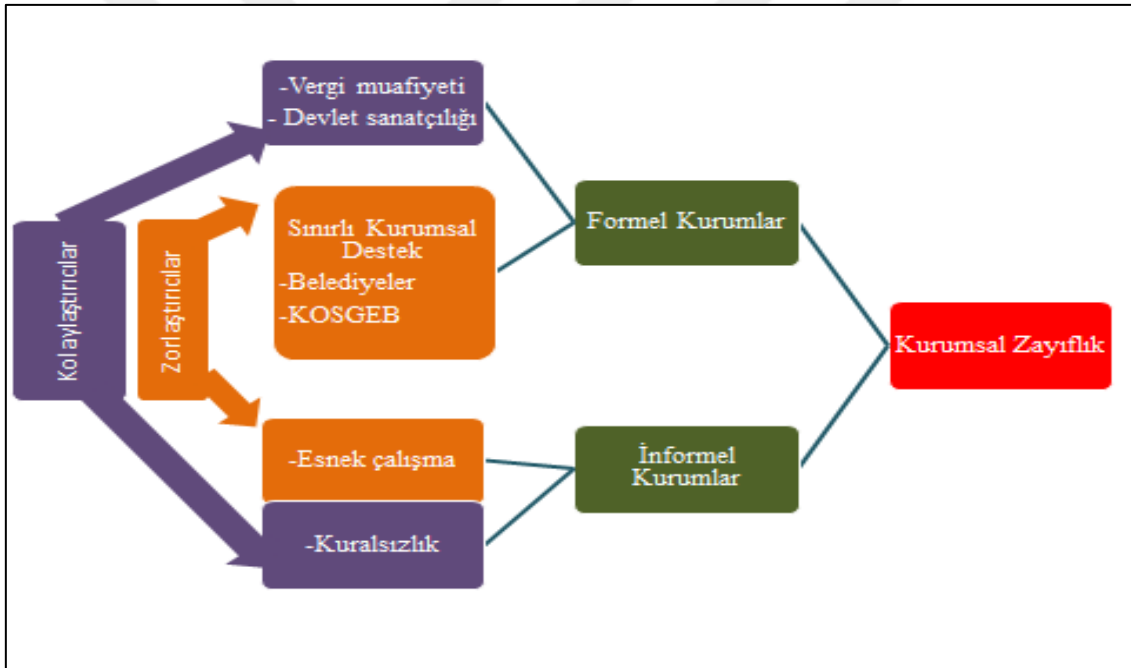 -Vergi muafiyeti
- Devlet sanatçılığı
Kolaylaştırıcılar
Zorlaştırıcılar
Sınırlı Kurumsal
Destek
-Belediyeler
-KOSGEB
Formel Kurumlar
Kurumsal Zayıflık
-Esnek çalışma
-Kuralsızlık
İnformel
Kurumlar